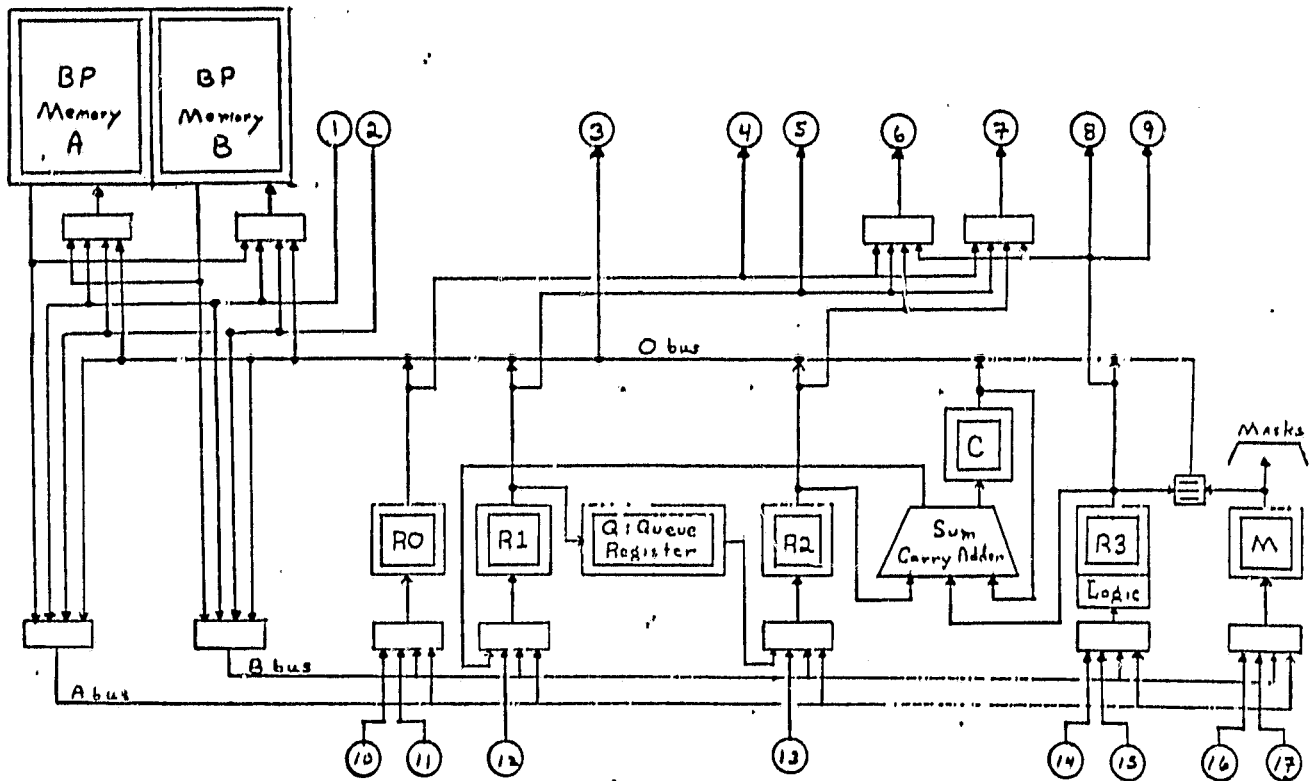 BP
Memory
A
BP
Memory
B
1
2
3
4
5
6
7
8
9
O bus
C
Masks
R0
R1
Q: Queue
Register
R2
Sum
Carry Adder
R3
Logic
M
B bus
A bus
10
11
12
13
14
15
16
17